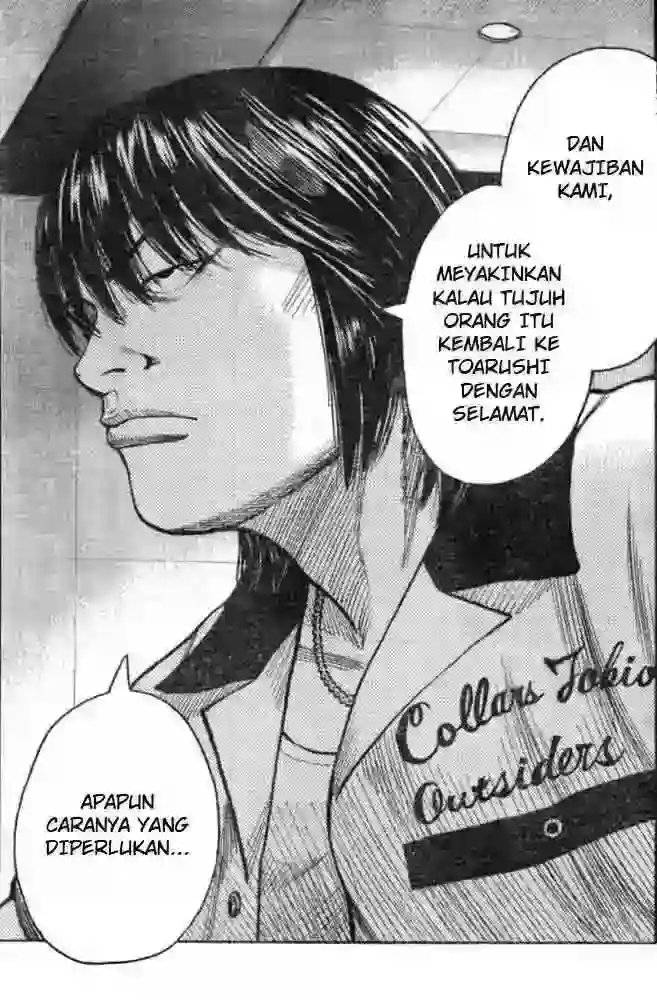 DAN
KEWAJIBAN
KAMI,
UNTUK
MEYAKINKAN
KALAU TUJUH
ORANG ITU
KEMBALI KE
TOARUSHI
DENGAN
SELAMAT.
Collars Tokio
Outsiders
APAPUN
CARANYA YANG
DIPERLUKAN...